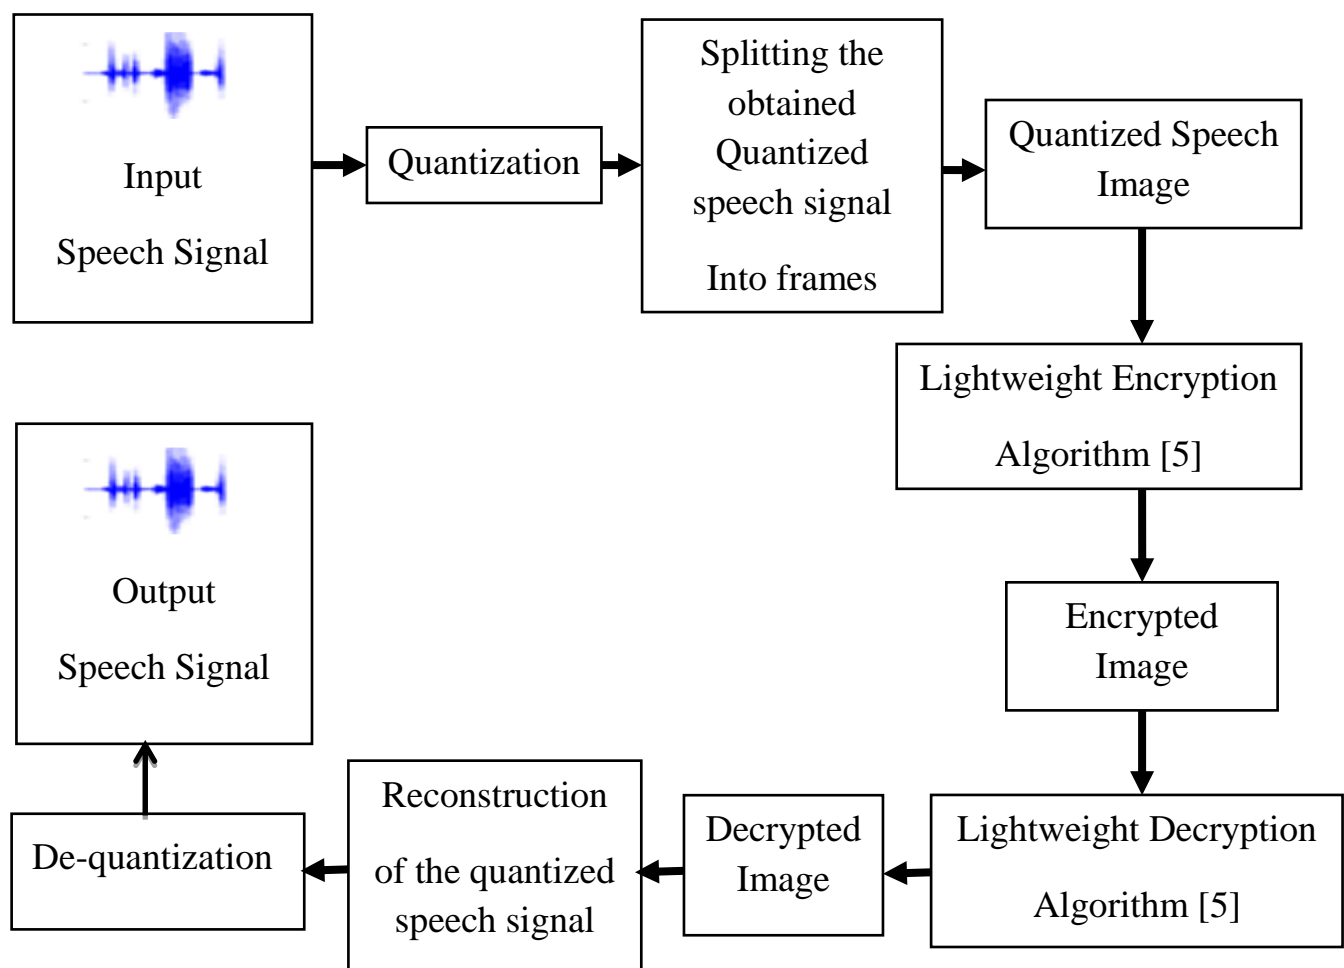 Input
Speech Signal
Quantization
Splitting the
obtained
Quantized
speech signal
Into frames
Quantized Speech
Image
Lightweight Encryption
Algorithm [5]
Encrypted
Image
Lightweight Decryption
Algorithm [5]
Decrypted
Image
Reconstruction
of the quantized
speech signal
De-quantization
Output
Speech Signal